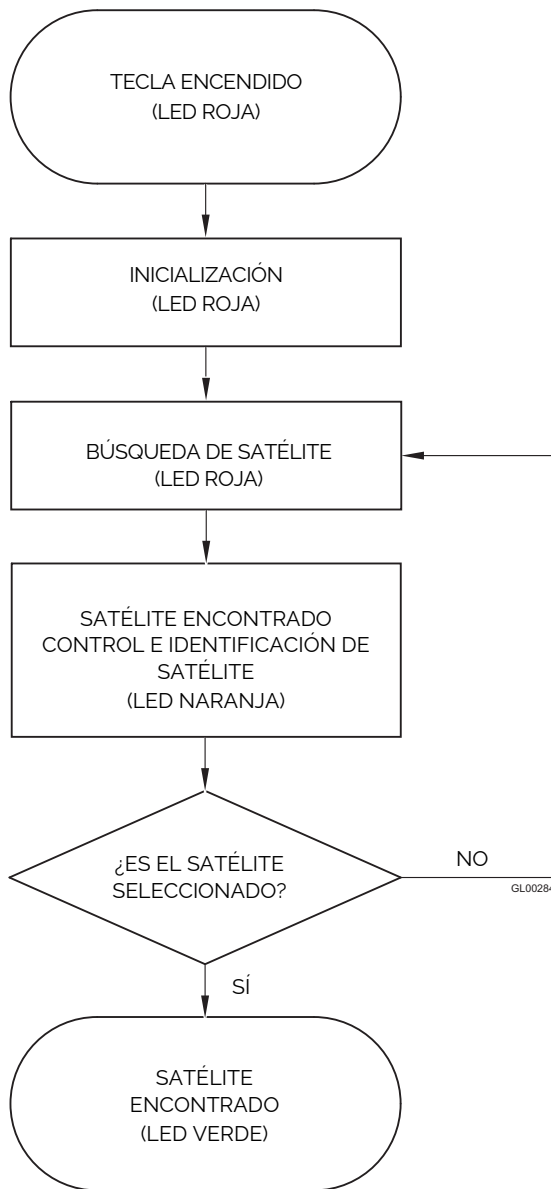 TECLA ENCENDIDO
(LED ROJA)
INICIALIZACIÓN
(LED ROJA)
BÚSQUEDA DE SATÉLITE
(LED ROJA)
SATÉLITE ENCONTRADO
CONTROL E IDENTIFICACIÓN DE
SATÉLITE
(LED NARANJA)
¿ES EL SATÉLITE
SELECCIONADO?
NO
GL00284
SÍ
SATÉLITE
ENCONTRADO
(LED VERDE)